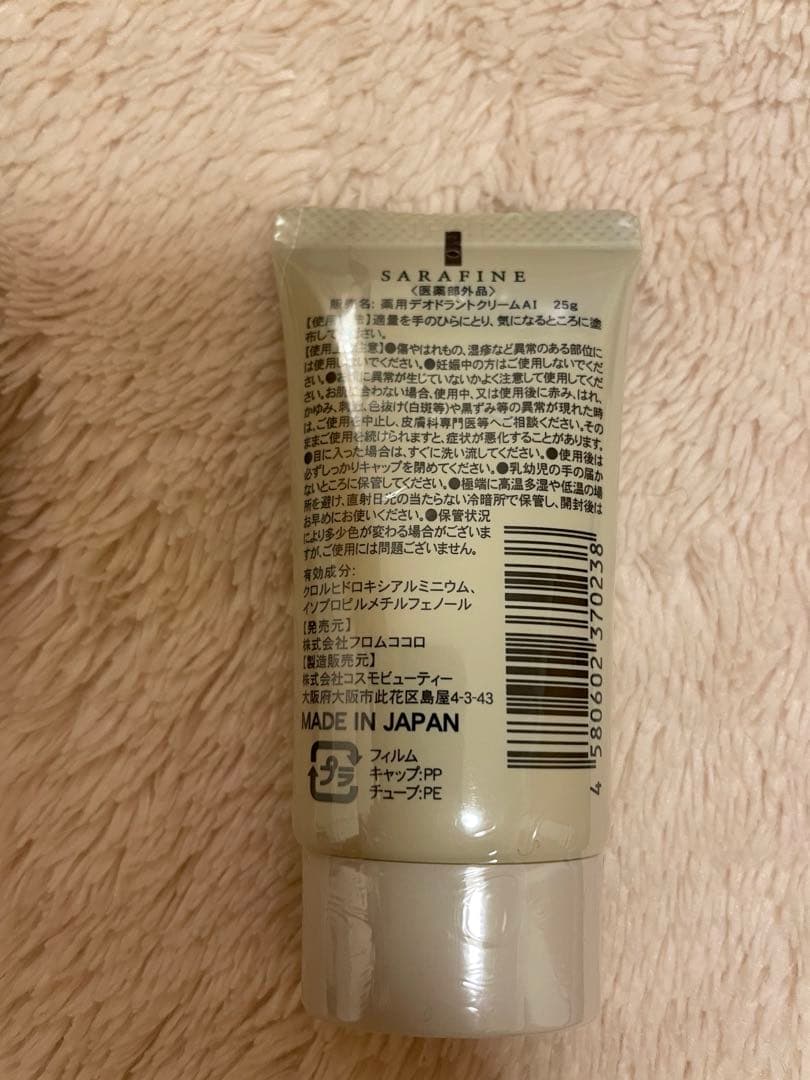 SARAFINE
〈医薬部外品〉
販売名: 薬用デオドラントクリームAI 25g
【使用方法】適量を手のひらにとり、気になるところに塗
布してください。
【使用上の注意】●傷やはれもの、湿疹など異常のある部位に
は使用しないでください。●妊娠中の方はご使用しないでくだ
さい。●お肌に異常が生じていないかよく注意して使用してくだ
さい。お肌に合わない場合、使用中、又は使用後に赤み、はれ、
かゆみ、刺激、色抜け(白斑等)や黒ずみ等の異常が現れた時
は、ご使用を中止し、皮膚科専門医等へご相談ください。その
ままご使用を続けられますと、症状が悪化することがあります。
●目に入った場合は、すぐに洗い流してください。●使用後は
必ずしっかりキャップを閉めてください。●乳幼児の手の届か
ないところに保管してください。●極端に高温多湿や低温の場
所を避け、直射日光の当たらない冷暗所で保管し、開封後は
お早めにお使いください。●保管状況
により多少色が変わる場合がございま
すが、ご使用には問題ございません。
有効成分:
クロルヒドロキシアルミニウム、
イソプロピルメチルフェノール
【発売元】
株式会社フロムココロ
【製造販売元】
株式会社コスモビューティー
大阪府大阪市此花区島屋4-3-43
MADE IN JAPAN
プラ
フィルム
キャップ:PP
チューブ:PE
4 580602 370238